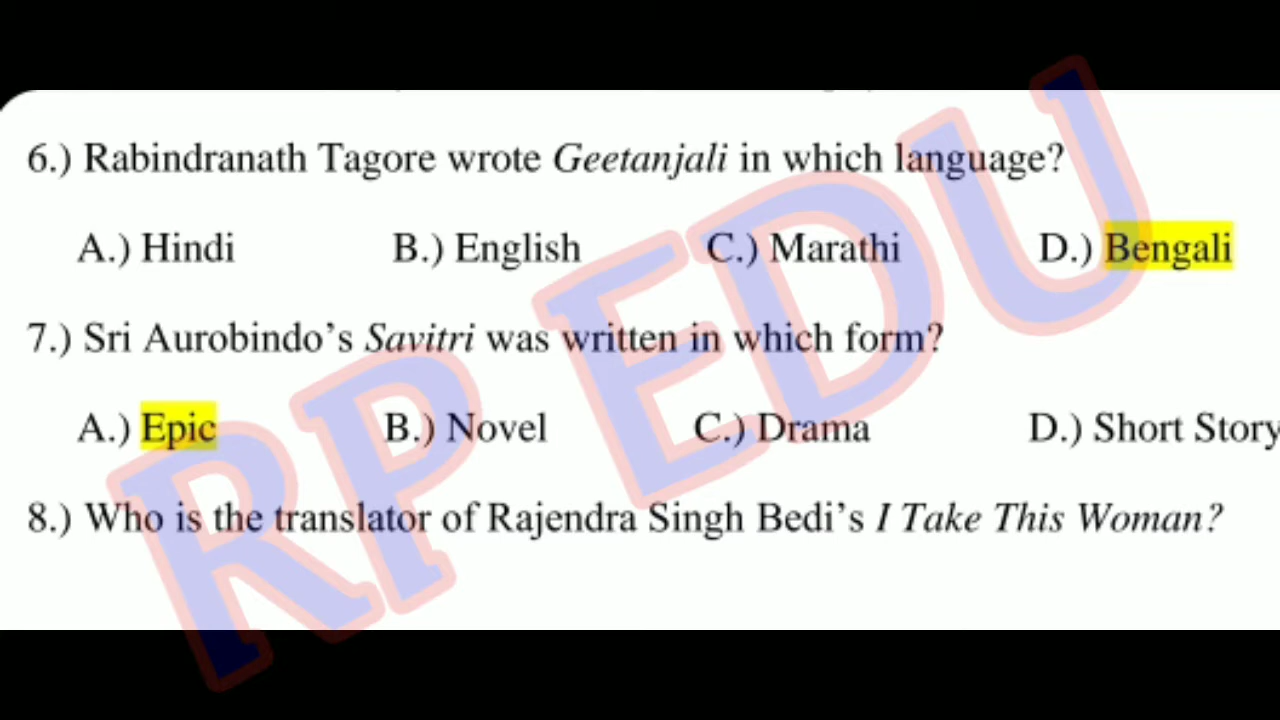 6.) Rabindranath Tagore wrote Geetanjali in which language?
A.) Hindi B.) English C.) Marathi D.) Bengali
7.) Sri Aurobindo’s Savitri was written in which form?
A.) Epic B.) Novel C.) Drama D.) Short Story
8.) Who is the translator of Rajendra Singh Bedi’s I Take This Woman?
RP EDU